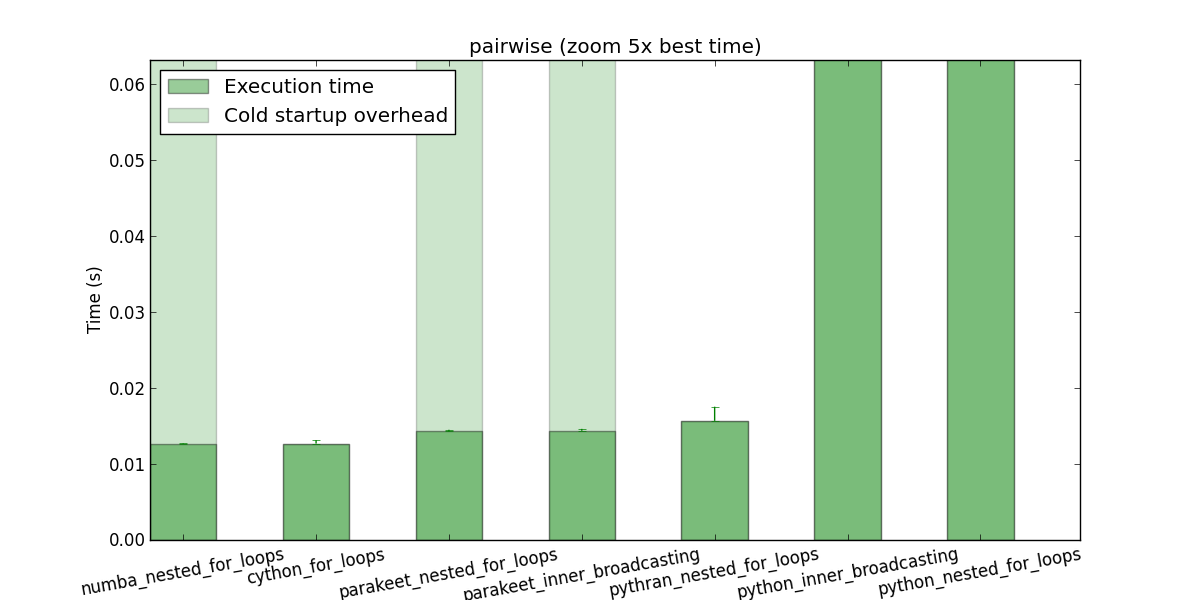 pairwise (zoom 5x best time)
Execution time
Cold startup overhead
0.06
0.05
0.04
0.03
0.02
0.01
0.00
Time (s)
numba_nested_for_loops
cython_for_loops
parakeet_nested_for_loops
parakeet_inner_broadcasting
pythran_nested_for_loops
python_inner_broadcasting
python_nested_for_loops